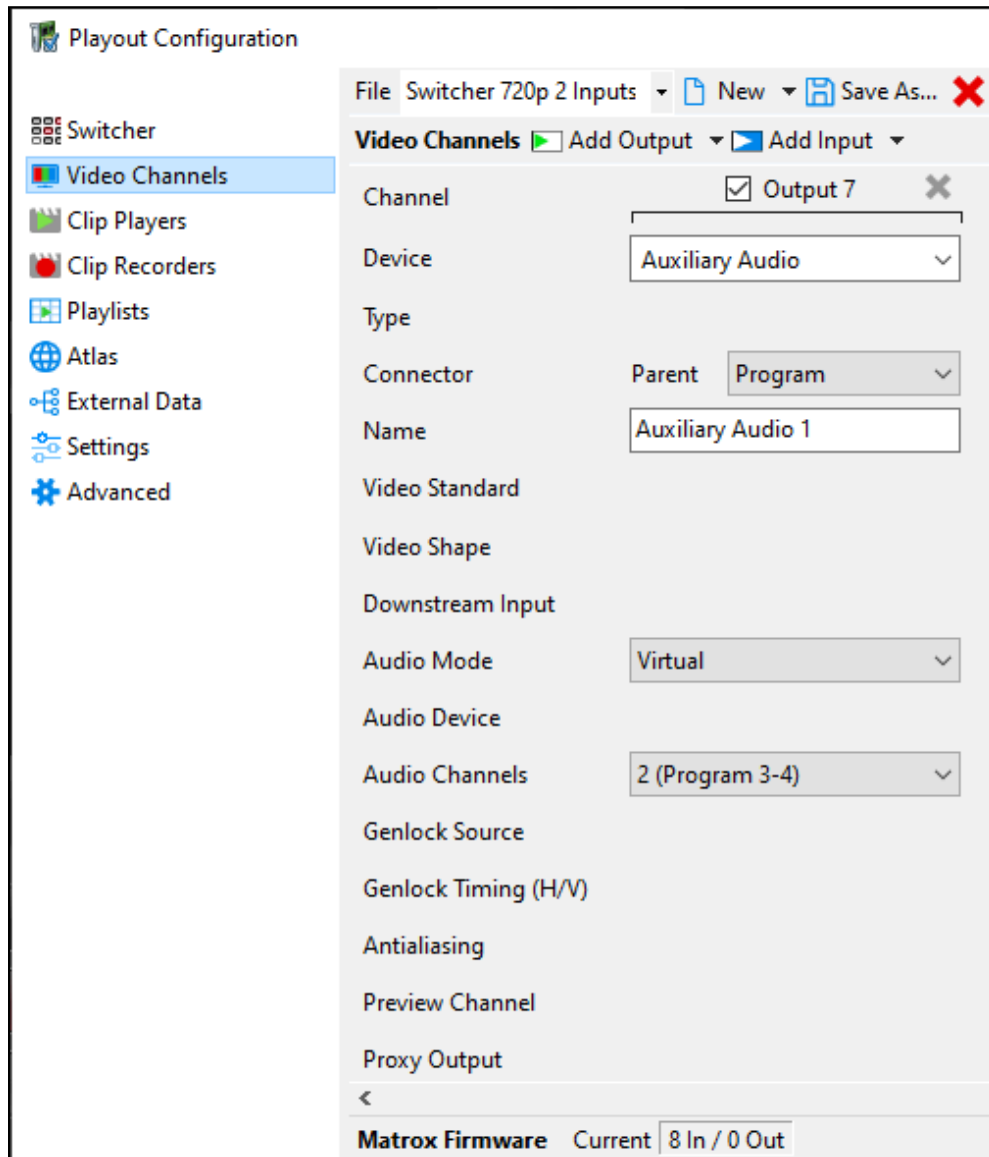 Playout Configuration
File Switcher 720p 2 Inputs New Save As...
Switcher
Video Channels Add Output Add Input
Video Channels
Channel Output 7
Clip Players
Device Auxiliary Audio
Clip Recorders
Playlists
Type
Atlas
Connector Parent Program
External Data
Name Auxiliary Audio 1
Settings
Video Standard
Advanced
Video Shape
Downstream Input
Audio Mode Virtual
Audio Device
Audio Channels 2 (Program 3-4)
Genlock Source
Genlock Timing (H/V)
Antialiasing
Preview Channel
Proxy Output
Matrox Firmware Current 8 In / 0 Out